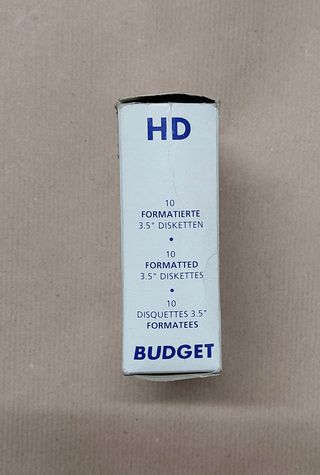 HD
10
FORMATIERTE
3.5" DISKETTEN
•
10
FORMATTED
3.5" DISKETTES
•
10
DISQUETTES 3.5"
FORMATEES
BUDGET